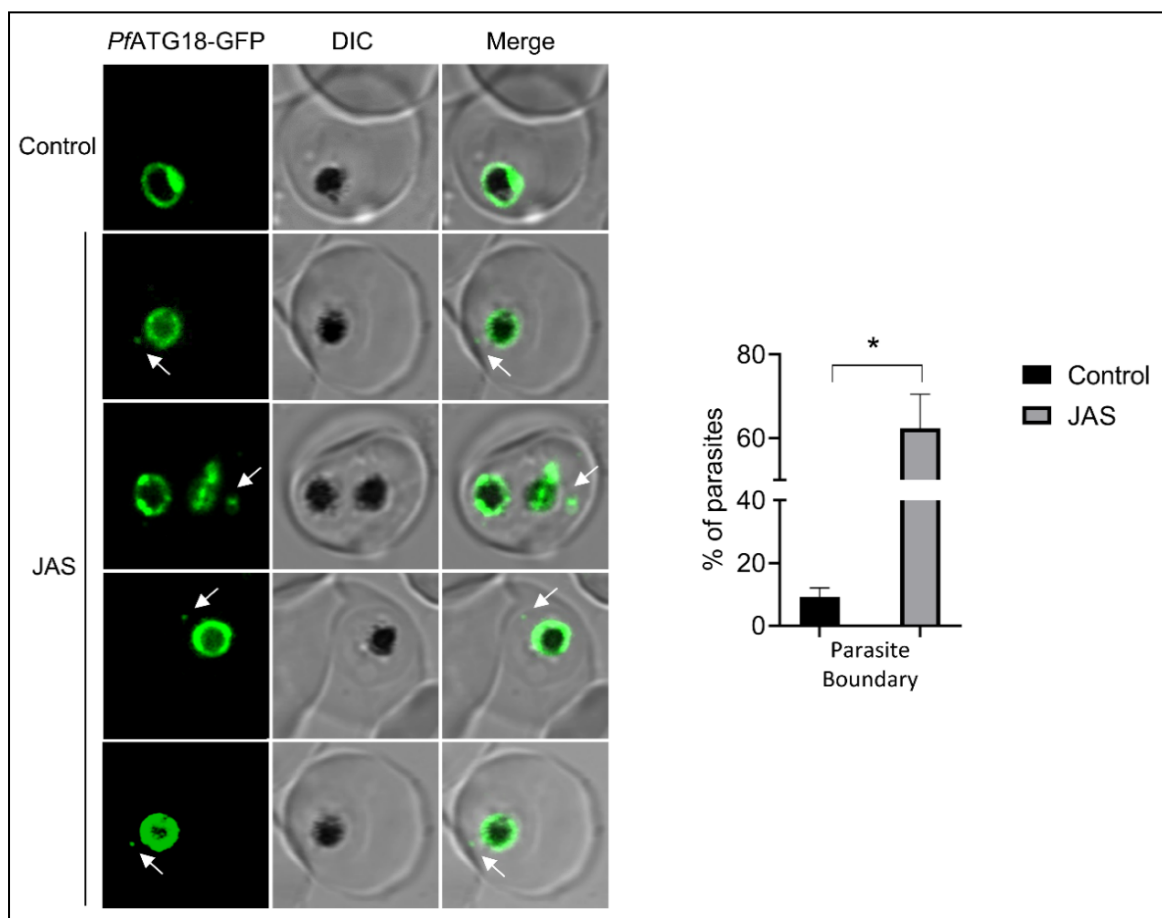 PfATG18-GFP DIC Merge
Control
JAS
% of parasites
80
60
40
20
0
*
Parasite
Boundary
Control
JAS